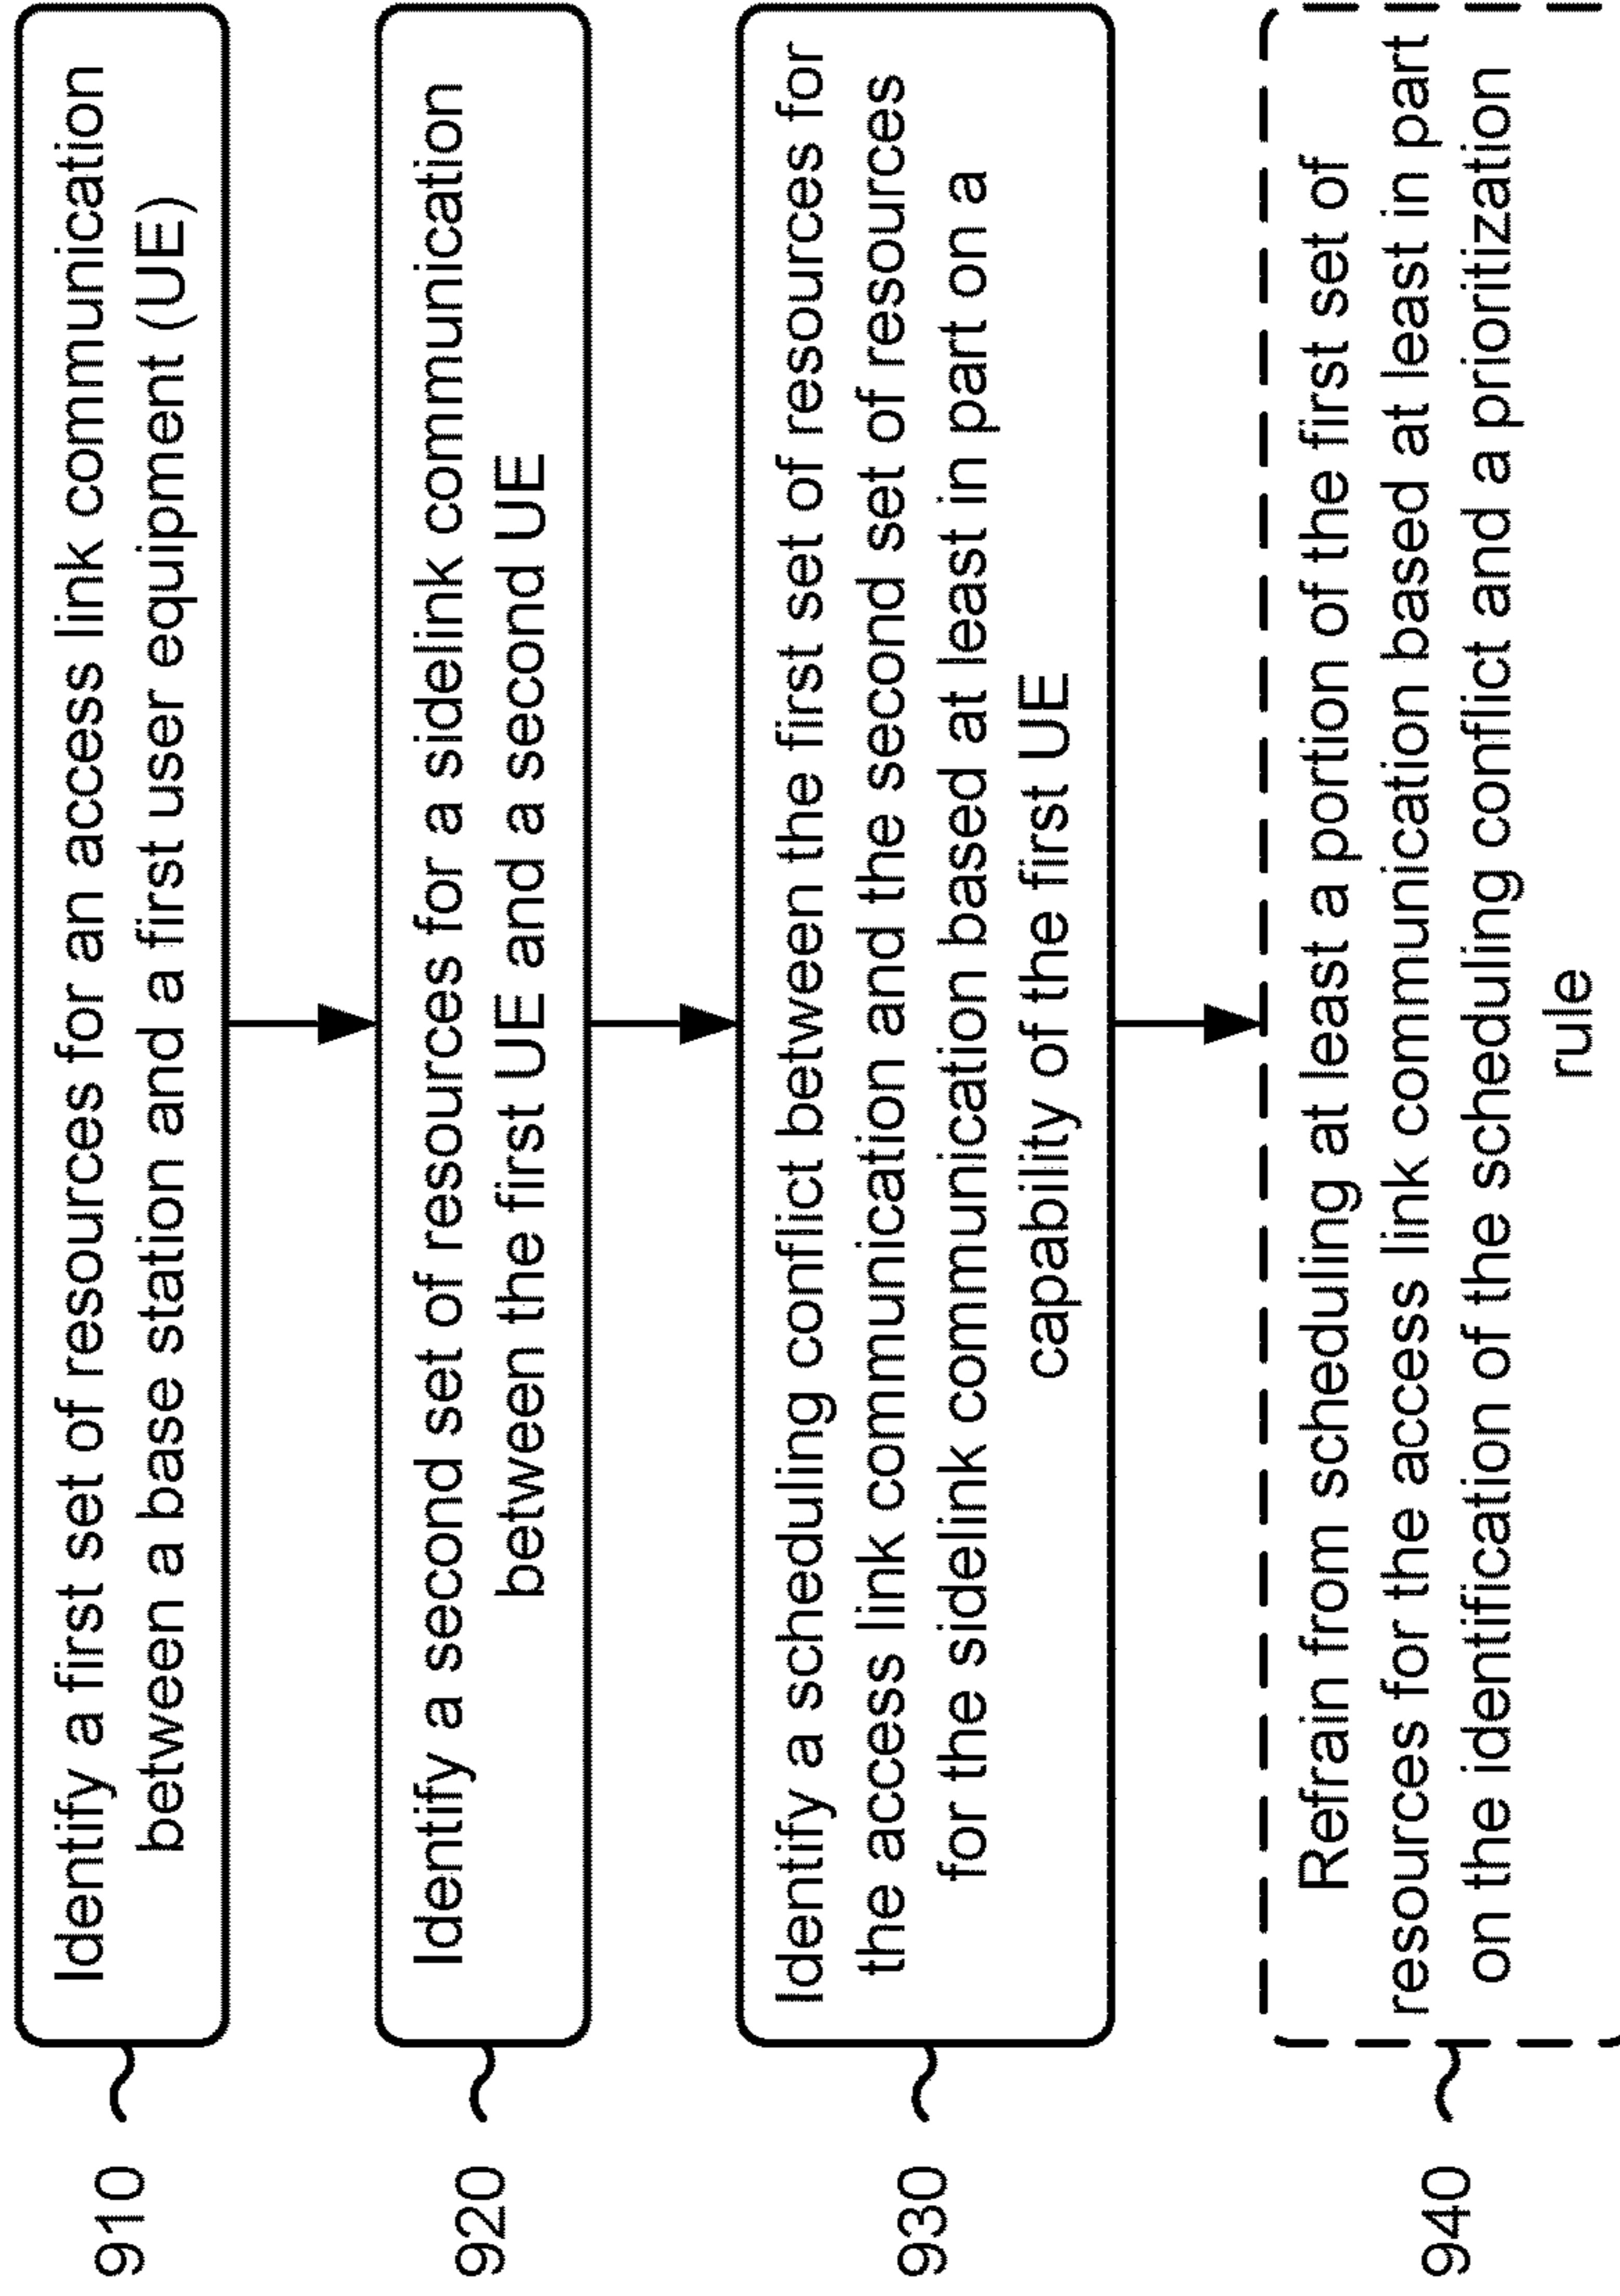 910
Identify a first set of resources for an access link communication
between a base station and a first user equipment (UE)
920
Identify a second set of resources for a sidelink communication
between the first UE and a second UE
930
Identify a scheduling conflict between the first set of resources for
the access link communication and the second set of resources
for the sidelink communication based at least in part on a
capability of the first UE
940
Refrain from scheduling at least a portion of the first set of
resources for the access link communication based at least in part
on the identification of the scheduling conflict and a prioritization
rule